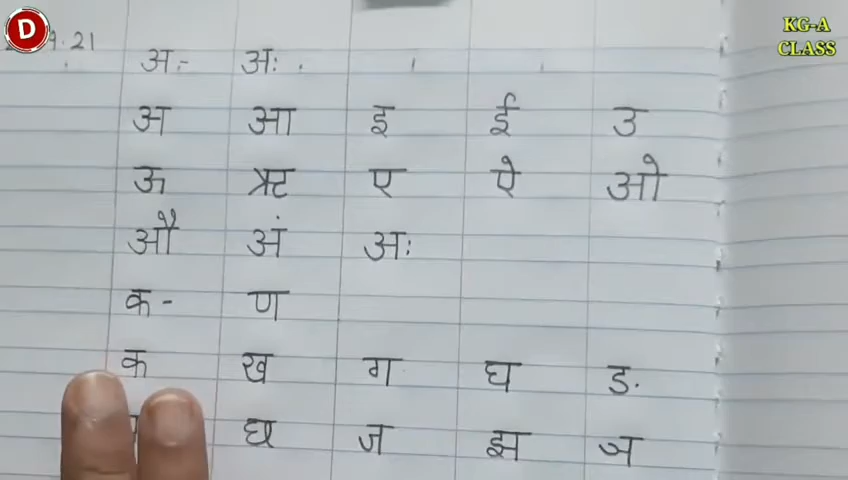 D
KG-A
CLASS
अ - अः
अ आ इ ई उ
ऊ ऋ ए ऐ ओ
औ अं अः
क - ण
क ख ग घ ङ
छ ज झ ञ